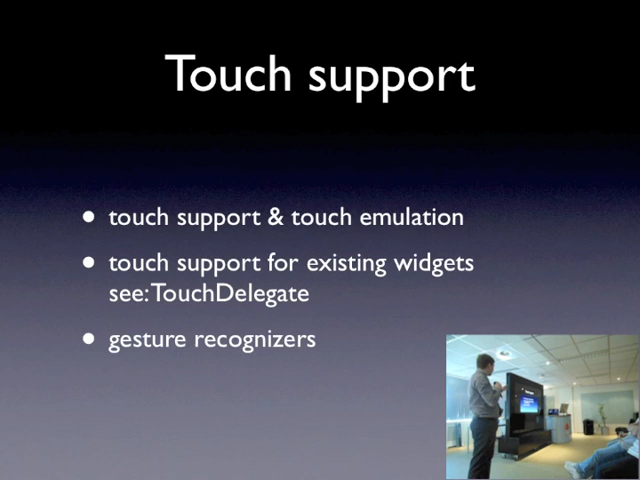 Touch support
• touch support & touch emulation
• touch support for existing widgets
see:TouchDelegate
• gesture recognizers